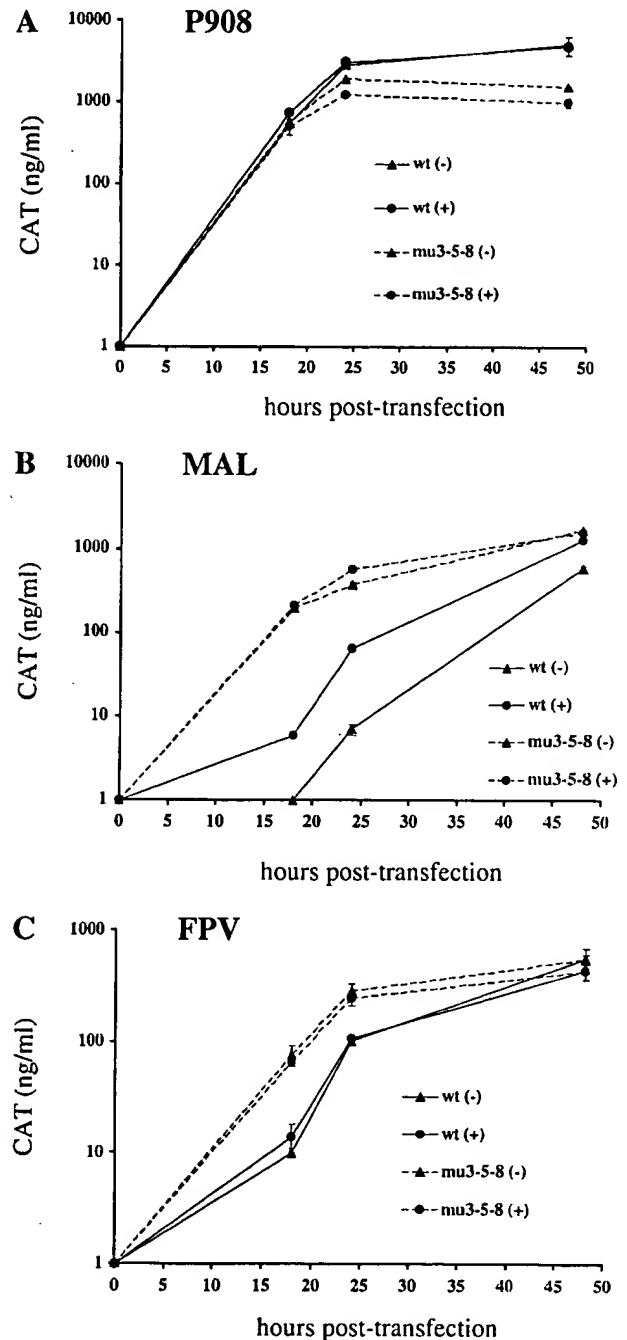 A P908
10000
1000
100
10
1
CAT (ng/ml)
wt (-)
wt (+)
mu3-5-8 (-)
mu3-5-8 (+)
0 5 10 15 20 25 30 35 40 45 50
hours post-transfection
B MAL
10000
1000
100
10
1
CAT (ng/ml)
wt (-)
wt (+)
mu3-5-8 (-)
mu3-5-8 (+)
0 5 10 15 20 25 30 35 40 45 50
hours post-transfection
C FPV
1000
100
10
1
CAT (ng/ml)
wt (-)
wt (+)
mu3-5-8 (-)
mu3-5-8 (+)
0 5 10 15 20 25 30 35 40 45 50
hours post-transfection